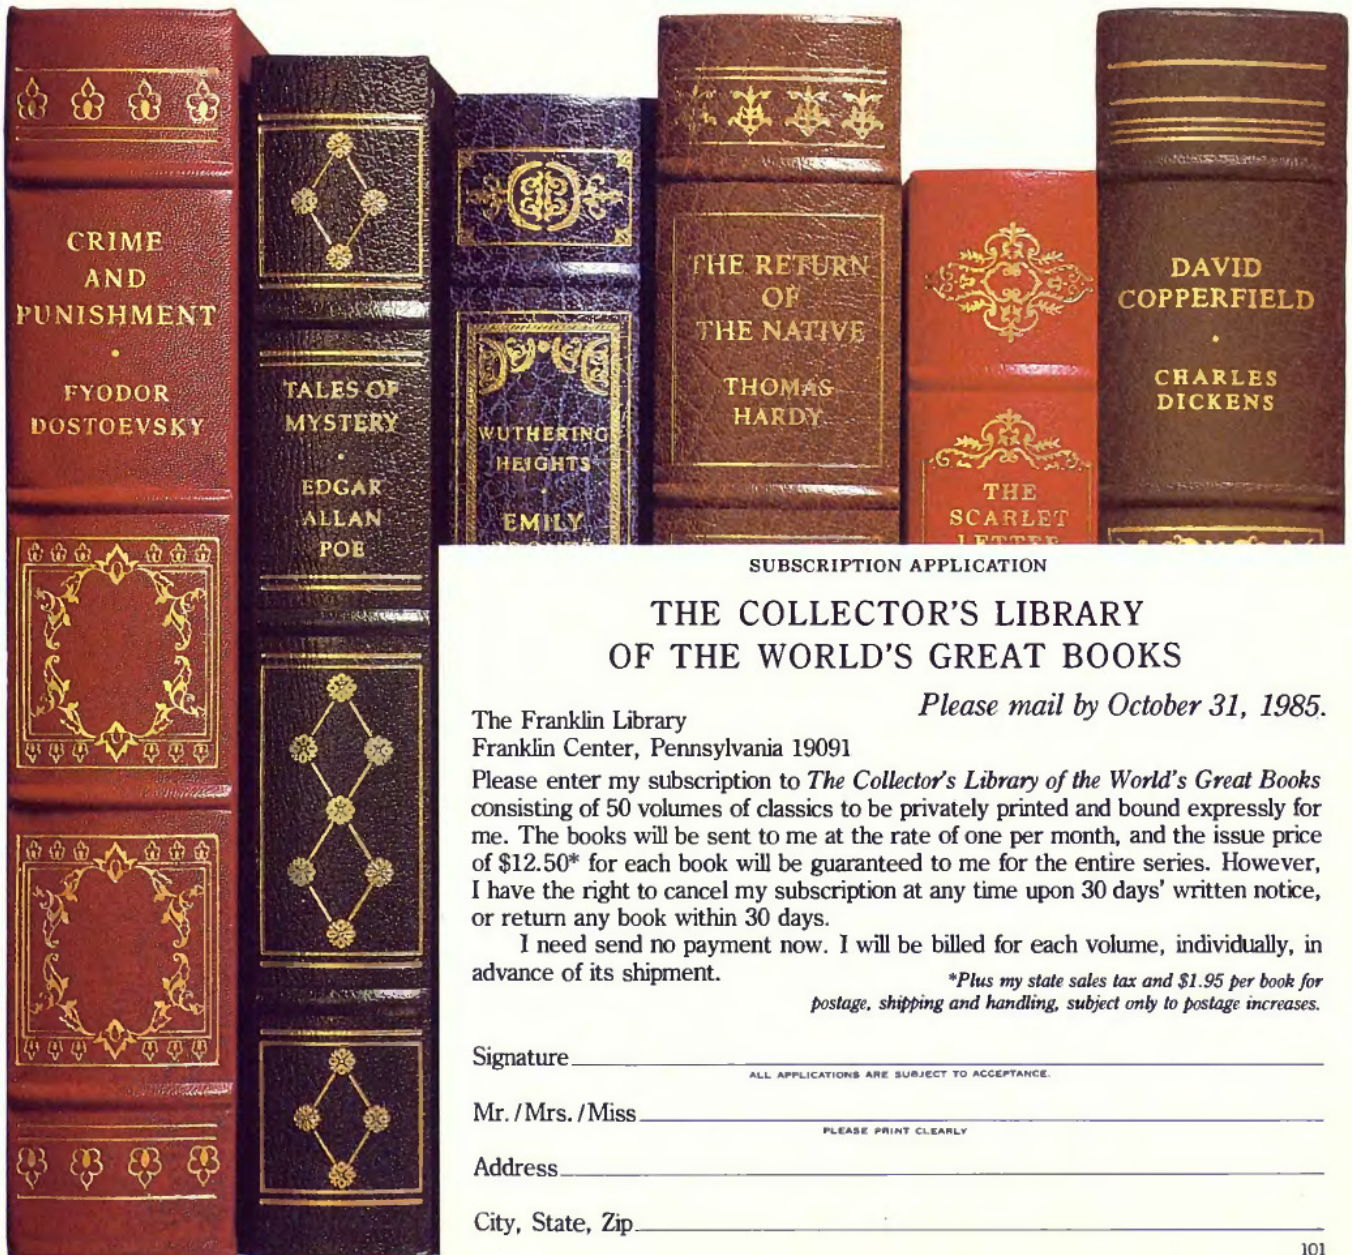 CRIME
AND
PUNISHMENT
•
FYODOR
DOSTOEVSKY
TALES OF
MYSTERY
•
EDGAR
ALLAN
POE
WUTHERING
HEIGHTS
•
EMILY
BRONTË
THE RETURN
OF
THE NATIVE
THOMAS
HARDY
THE
SCARLET
LETTER
DAVID
COPPERFIELD
•
CHARLES
DICKENS
SUBSCRIPTION APPLICATION
THE COLLECTOR'S LIBRARY
OF THE WORLD'S GREAT BOOKS
Please mail by October 31, 1985.
The Franklin Library
Franklin Center, Pennsylvania 19091
Please enter my subscription to The Collector's Library of the World's Great Books
consisting of 50 volumes of classics to be privately printed and bound expressly for
me. The books will be sent to me at the rate of one per month, and the issue price
of $12.50* for each book will be guaranteed to me for the entire series. However,
I have the right to cancel my subscription at any time upon 30 days' written notice,
or return any book within 30 days.
I need send no payment now. I will be billed for each volume, individually, in
advance of its shipment.
*Plus my state sales tax and $1.95 per book for
postage, shipping and handling, subject only to postage increases.
Signature
ALL APPLICATIONS ARE SUBJECT TO ACCEPTANCE.
Mr. / Mrs. / Miss
PLEASE PRINT CLEARLY
Address
City, State, Zip
101